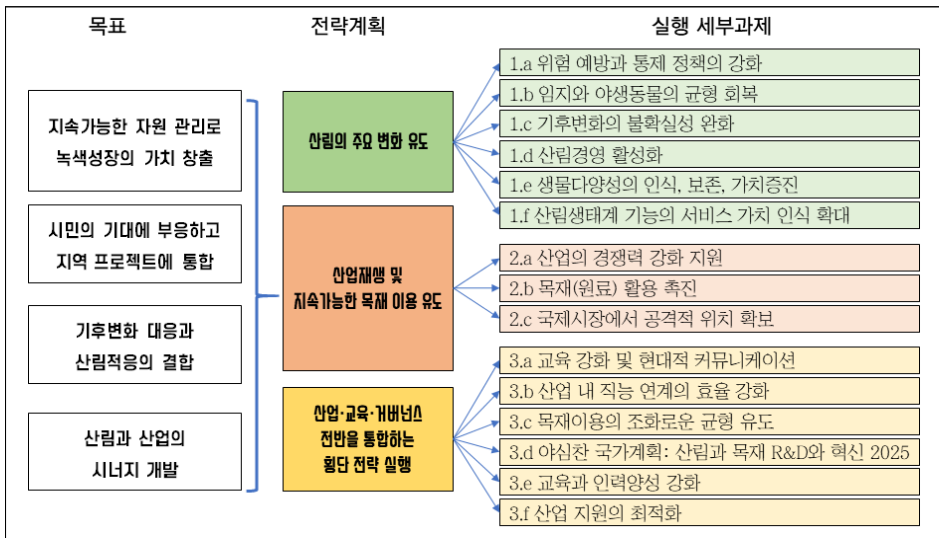 목표
전략계획
실행 세부과제
지속가능한 자원 관리로
녹색성장의 가치 창출
시민의 기대에 부응하고
지역 프로젝트에 통합
기후변화 대응과
산림적응의 결합
산림과 산업의
시너지 개발
산림의 주요 변화 유도
산업재생 및
지속가능한 목재 이용 유도
산업·교육·거버넌스
전반을 통합하는
횡단 전략 실행
1.a 위험 예방과 통제 정책의 강화
1.b 임지와 야생동물의 균형 회복
1.c 기후변화의 불확실성 완화
1.d 산림경영 활성화
1.e 생물다양성의 인식, 보존, 가치증진
1.f 산림생태계 기능의 서비스 가치 인식 확대
2.a 산업의 경쟁력 강화 지원
2.b 목재(원료) 활용 촉진
2.c 국제시장에서 공격적 위치 확보
3.a 교육 강화 및 현대적 커뮤니케이션
3.b 산업 내 직능 연계의 효율 강화
3.c 목재이용의 조화로운 균형 유도
3.d 야심찬 국가계획: 산림과 목재 R&D와 혁신 2025
3.e 교육과 인력양성 강화
3.f 산업 지원의 최적화